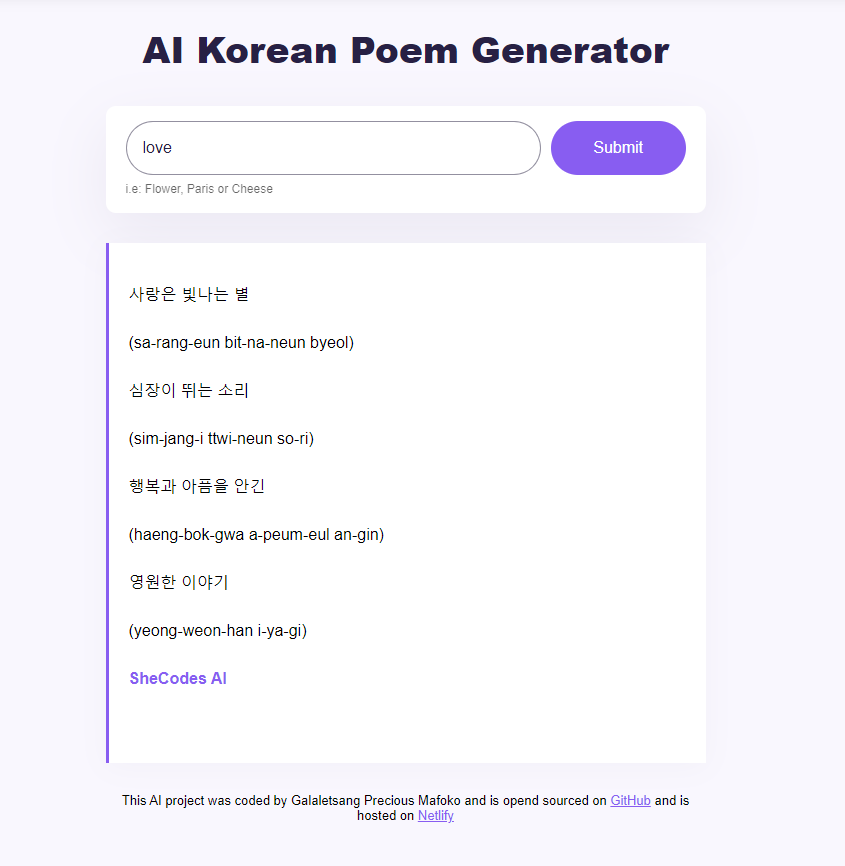 AI Korean Poem Generator
love
Submit
i.e: Flower, Paris or Cheese
사랑은 빛나는 별
(sa-rang-eun bit-na-neun byeol)
심장이 뛰는 소리
(sim-jang-i ttwi-neun so-ri)
행복과 아픔을 안긴
(haeng-bok-gwa a-peum-eul an-gin)
영원한 이야기
(yeong-weon-han i-ya-gi)
SheCodes AI
This AI project was coded by Galaletsang Precious Mafoko and is opend sourced on GitHub and is
hosted on Netlify